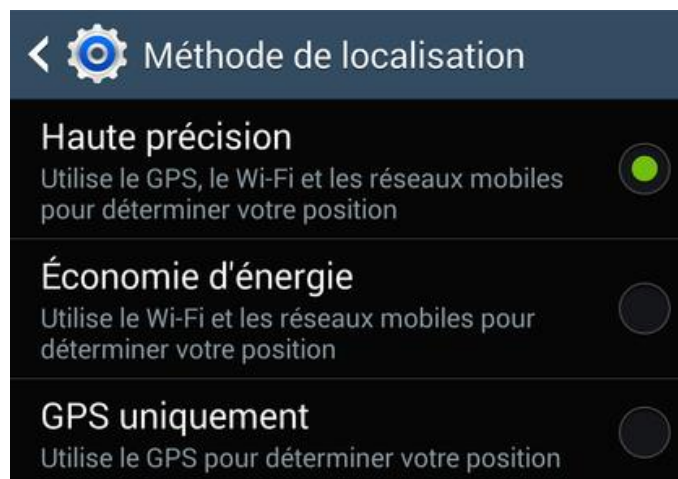 Méthode de localisation
Haute précision
Utilise le GPS, le Wi-Fi et les réseaux mobiles
pour déterminer votre position
Économie d'énergie
Utilise le Wi-Fi et les réseaux mobiles pour
déterminer votre position
GPS uniquement
Utilise le GPS pour déterminer votre position